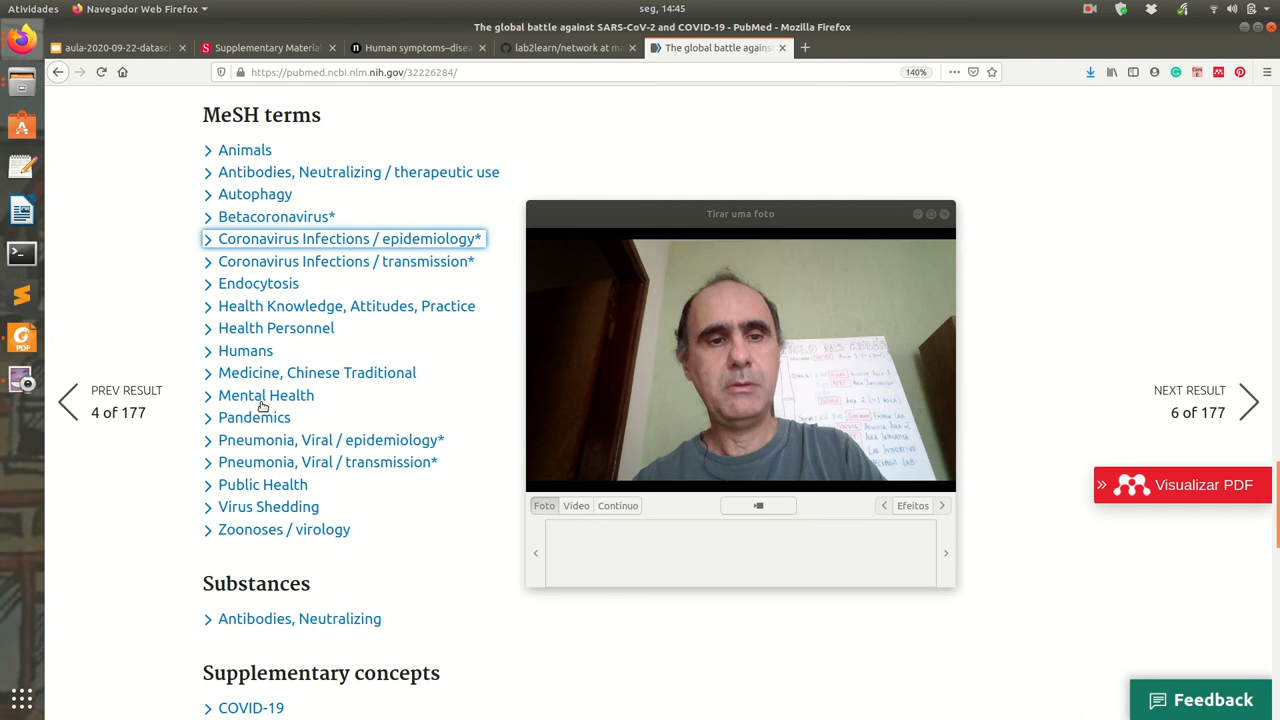 Atividades
Navegador Web Firefox
seg, 14:45
The global battle against SARS-CoV-2 and COVID-19 - PubMed - Mozilla Firefox
aula-2020-09-22-datasci
Supplementary Material
Human symptoms–disea
lab2learn/network at ma
The global battle against
https://pubmed.ncbi.nlm.nih.gov/32226284/
140%
MeSH terms
Animals
Antibodies, Neutralizing / therapeutic use
Autophagy
Betacoronavirus*
Coronavirus Infections / epidemiology*
Coronavirus Infections / transmission*
Endocytosis
Health Knowledge, Attitudes, Practice
Health Personnel
Humans
Medicine, Chinese Traditional
Mental Health
Pandemics
Pneumonia, Viral / epidemiology*
Pneumonia, Viral / transmission*
Public Health
Virus Shedding
Zoonoses / virology
Substances
Antibodies, Neutralizing
Supplementary concepts
COVID-19
PREV RESULT
4 of 177
Tirar uma foto
Foto
Vídeo
Contínuo
Efeitos
NEXT RESULT
6 of 177
Visualizar PDF
Feedback